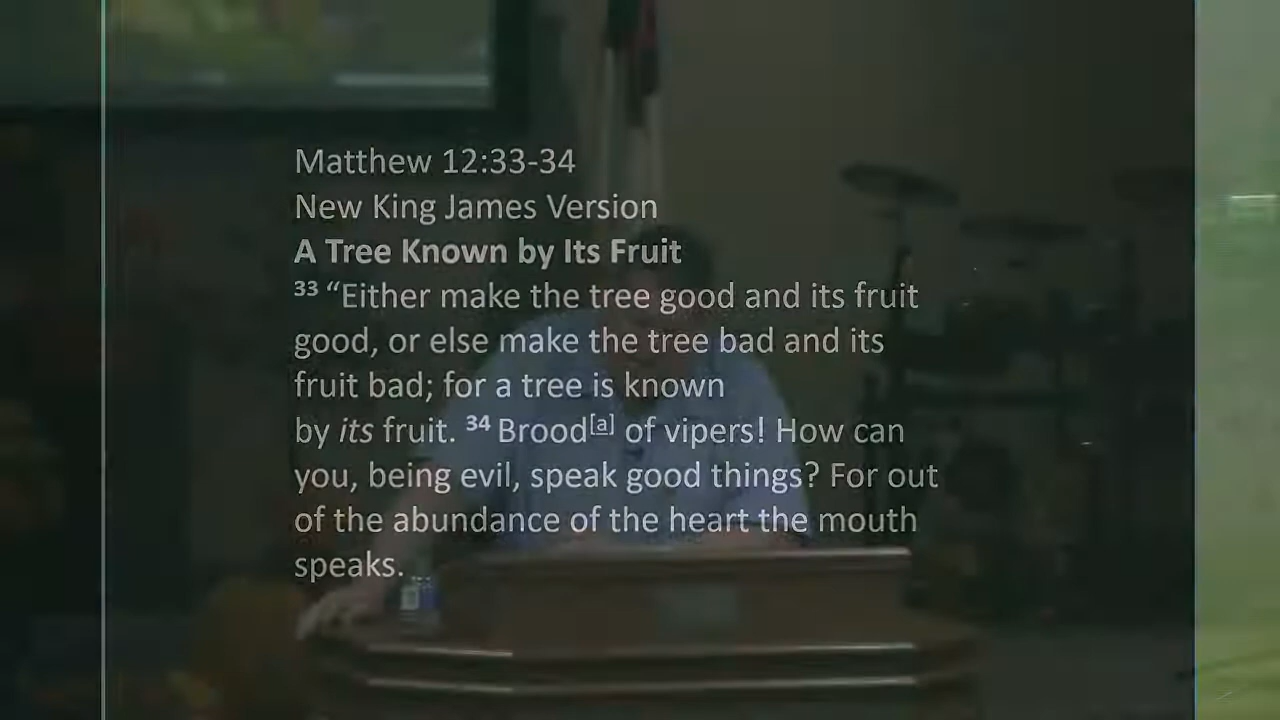 Matthew 12:33-34
New King James Version
A Tree Known by Its Fruit
33 “Either make the tree good and its fruit
good, or else make the tree bad and its
fruit bad; for a tree is known
by its fruit. 34 Brood[a] of vipers! How can
you, being evil, speak good things? For out
of the abundance of the heart the mouth
speaks.